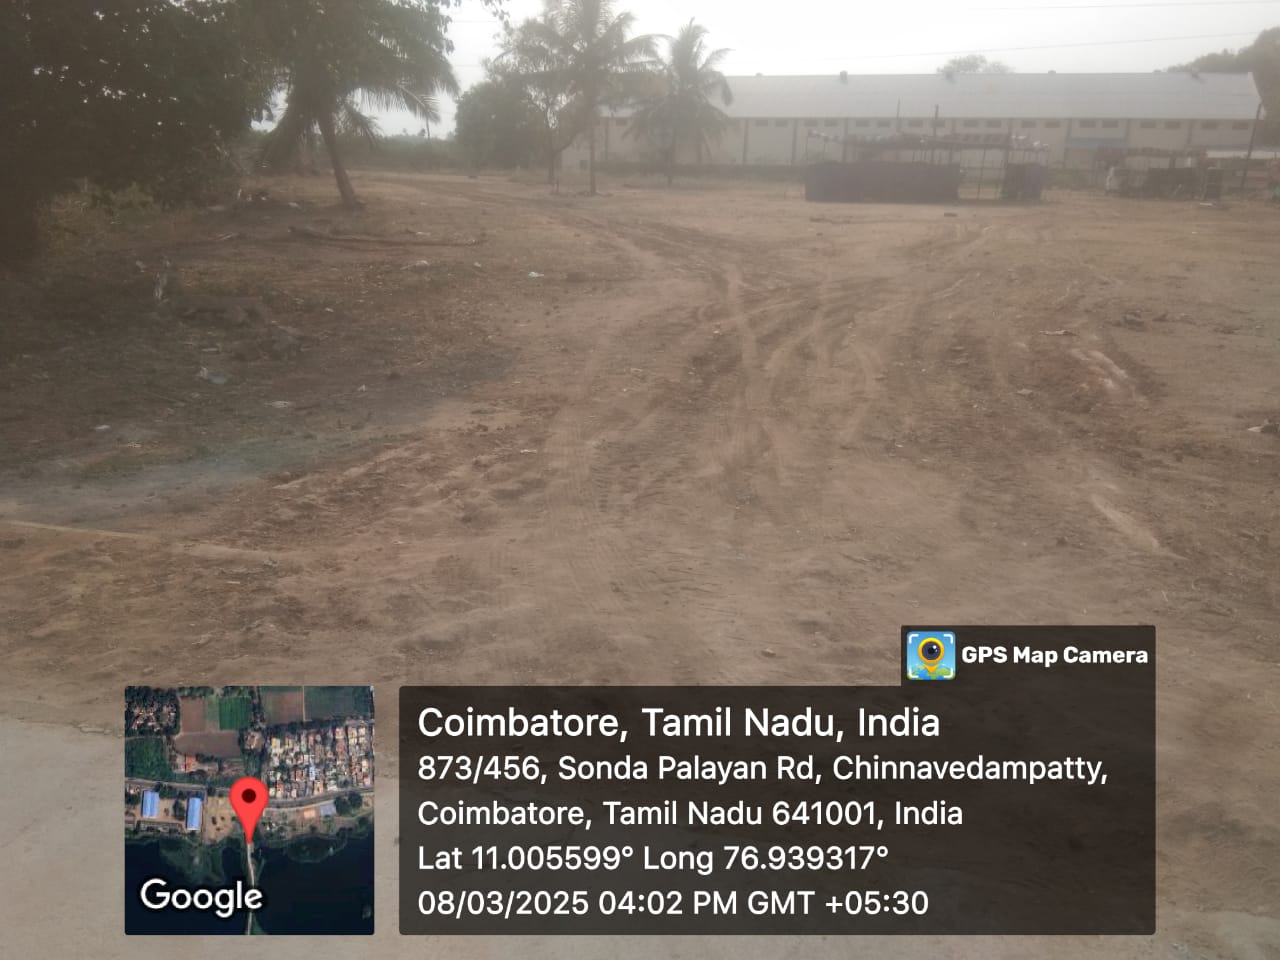 GPS Map Camera
Coimbatore, Tamil Nadu, India
873/456, Sonda Palayan Rd, Chinnavedampatty,
Coimbatore, Tamil Nadu 641001, India
Lat 11.005599° Long 76.939317°
08/03/2025 04:02 PM GMT +05:30
Google